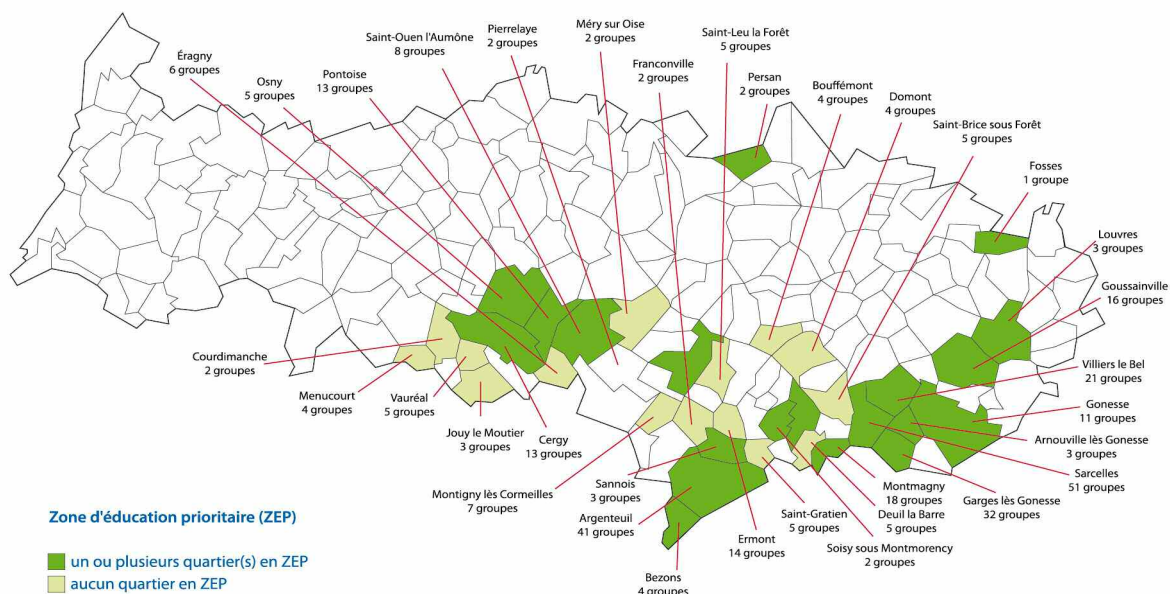 Éragny
6 groupes
Osny
5 groupes
Pontoise
13 groupes
Saint-Ouen l'Aumône
8 groupes
Pierrelaye
2 groupes
Méry sur Oise
2 groupes
Franconville
2 groupes
Saint-Leu la Forêt
5 groupes
Persan
2 groupes
Bouffémont
4 groupes
Domont
4 groupes
Saint-Brice sous Forêt
5 groupes
Fosses
1 groupe
Louvres
3 groupes
Goussainville
16 groupes
Villiers le Bel
21 groupes
Gonesse
11 groupes
Arnouville lès Gonesse
3 groupes
Sarcelles
51 groupes
Garges lès Gonesse
32 groupes
Montmagny
18 groupes
Deuil la Barre
5 groupes
Soisy sous Montmorency
2 groupes
Saint-Gratien
5 groupes
Ermont
14 groupes
Bezons
4 groupes
Argenteuil
41 groupes
Sannois
3 groupes
Montigny lès Cormeilles
7 groupes
Cergy
13 groupes
Jouy le Moutier
3 groupes
Vauréal
5 groupes
Menucourt
4 groupes
Courdimanche
2 groupes
Zone d'éducation prioritaire (ZEP)
un ou plusieurs quartier(s) en ZEP
aucun quartier en ZEP